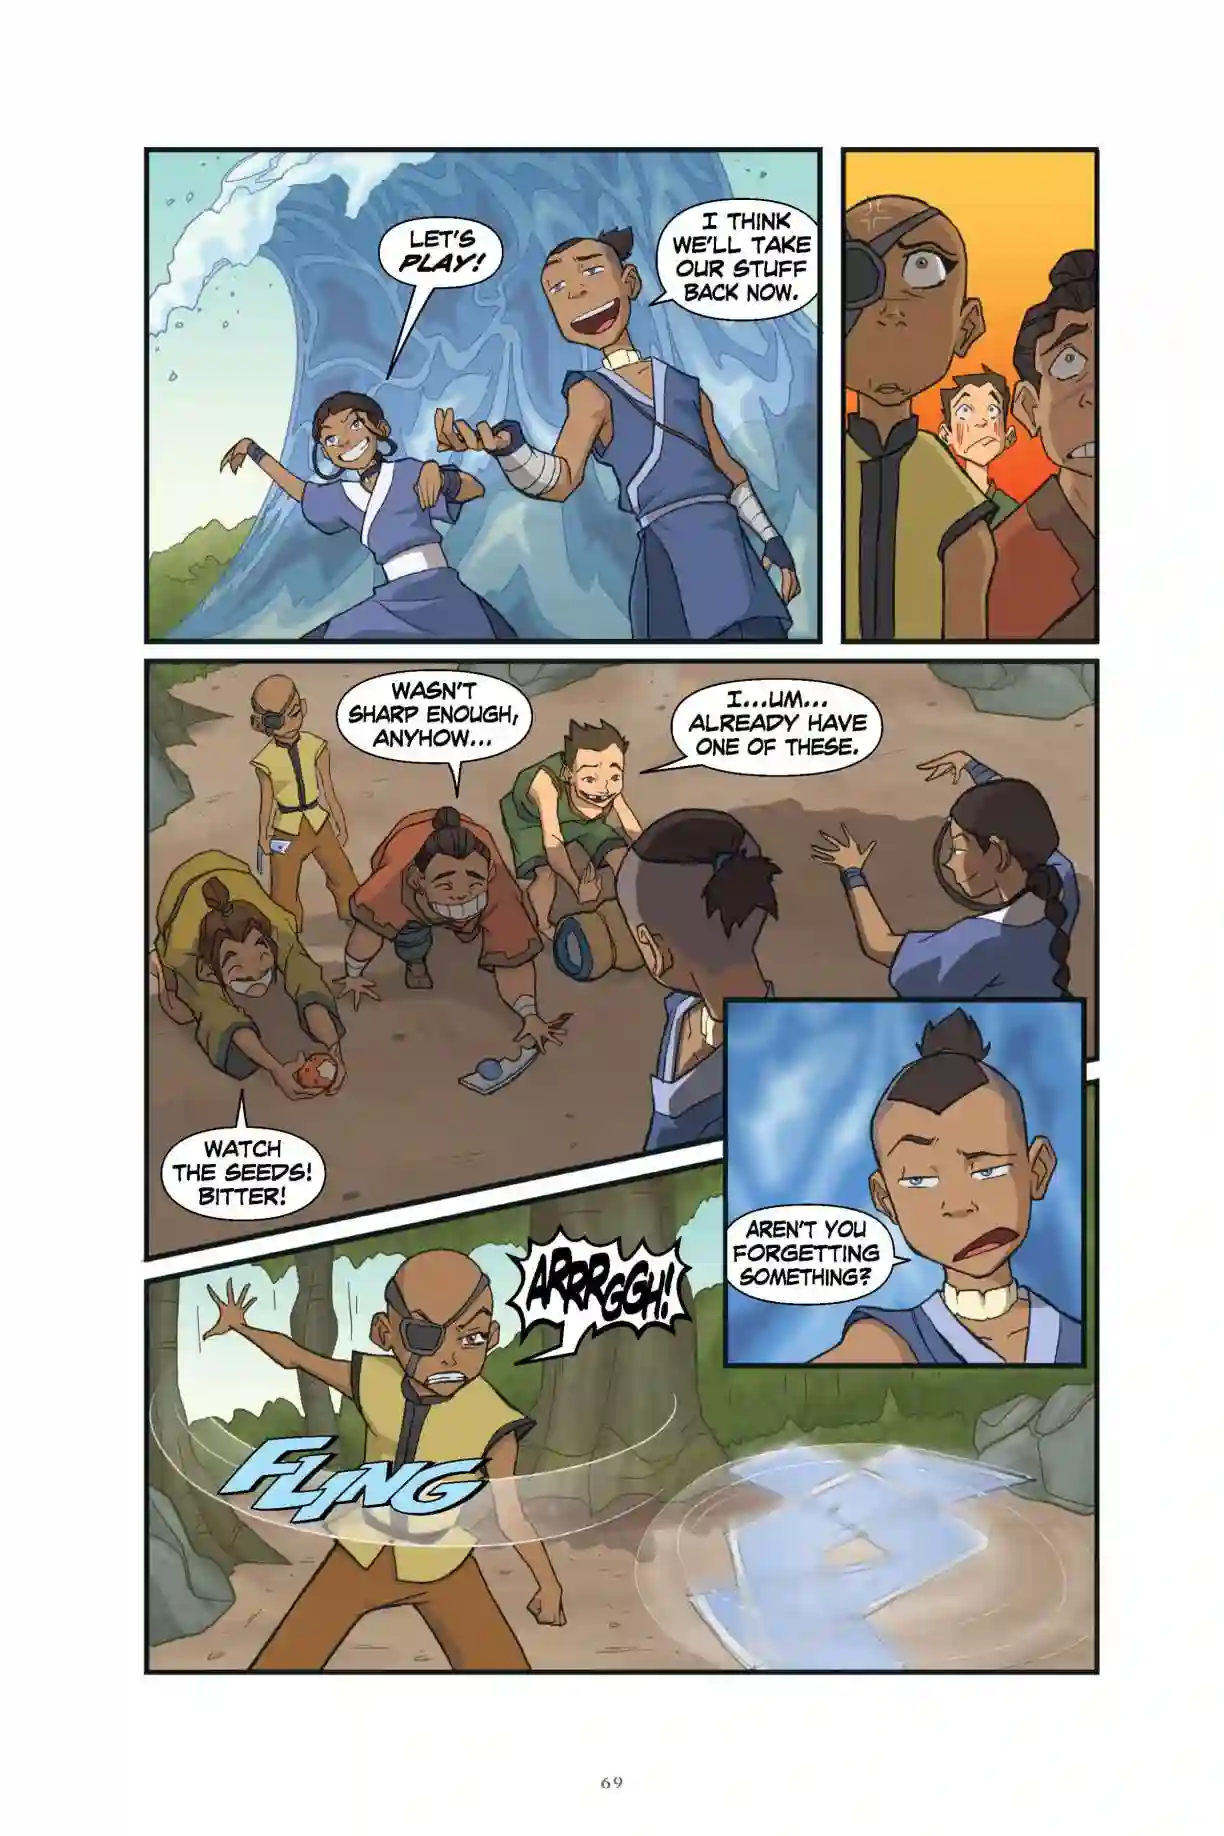 LET'S
PLAY!
I THINK
WE'LL TAKE
OUR STUFF
BACK NOW.
WASN'T
SHARP ENOUGH,
ANYHOW...
I...UM...
ALREADY HAVE
ONE OF THESE.
WATCH
THE SEEDS!
BITTER!
AREN'T YOU
FORGETTING
SOMETHING?
ARRRGGH!
FLING
69